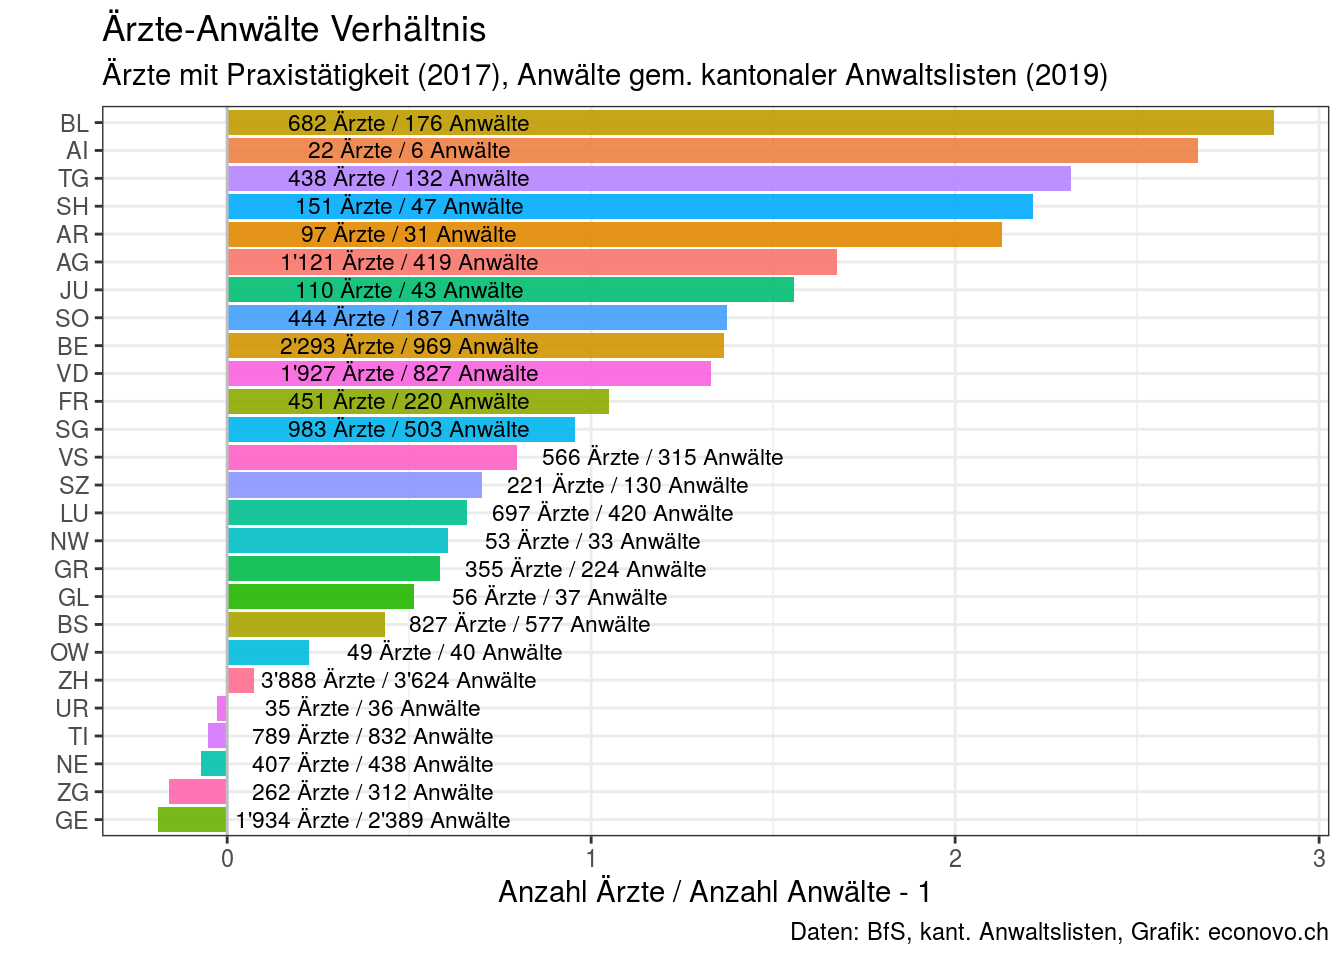 Ärzte-Anwälte Verhältnis
Ärzte mit Praxistätigkeit (2017), Anwälte gem. kantonaler Anwaltslisten (2019)
BL 682 Ärzte / 176 Anwälte
AI 22 Ärzte / 6 Anwälte
TG 438 Ärzte / 132 Anwälte
SH 151 Ärzte / 47 Anwälte
AR 97 Ärzte / 31 Anwälte
AG 1'121 Ärzte / 419 Anwälte
JU 110 Ärzte / 43 Anwälte
SO 444 Ärzte / 187 Anwälte
BE 2'293 Ärzte / 969 Anwälte
VD 1'927 Ärzte / 827 Anwälte
FR 451 Ärzte / 220 Anwälte
SG 983 Ärzte / 503 Anwälte
VS 566 Ärzte / 315 Anwälte
SZ 221 Ärzte / 130 Anwälte
LU 697 Ärzte / 420 Anwälte
NW 53 Ärzte / 33 Anwälte
GR 355 Ärzte / 224 Anwälte
GL 56 Ärzte / 37 Anwälte
BS 827 Ärzte / 577 Anwälte
OW 49 Ärzte / 40 Anwälte
ZH 3'888 Ärzte / 3'624 Anwälte
UR 35 Ärzte / 36 Anwälte
TI 789 Ärzte / 832 Anwälte
NE 407 Ärzte / 438 Anwälte
ZG 262 Ärzte / 312 Anwälte
GE 1'934 Ärzte / 2'389 Anwälte
0 1 2 3
Anzahl Ärzte / Anzahl Anwälte - 1
Daten: BfS, kant. Anwaltslisten, Grafik: econovo.ch